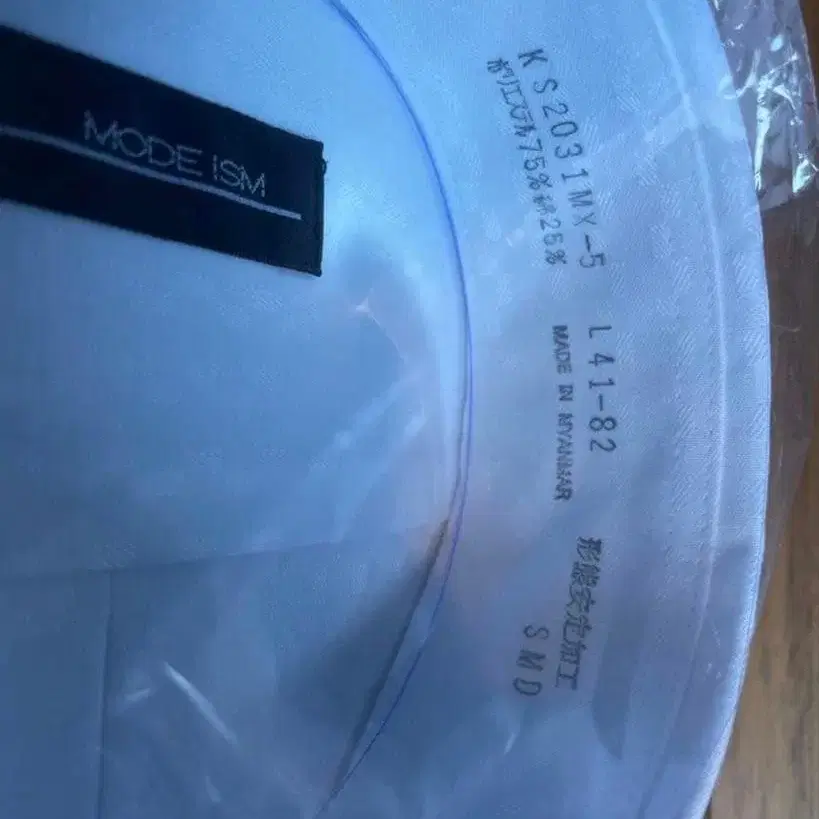 MODE ISM
KS2031MX-5
ポリエステル75%綿25%
L41-82
MADE IN MYANMAR
形態安定加工
SMD